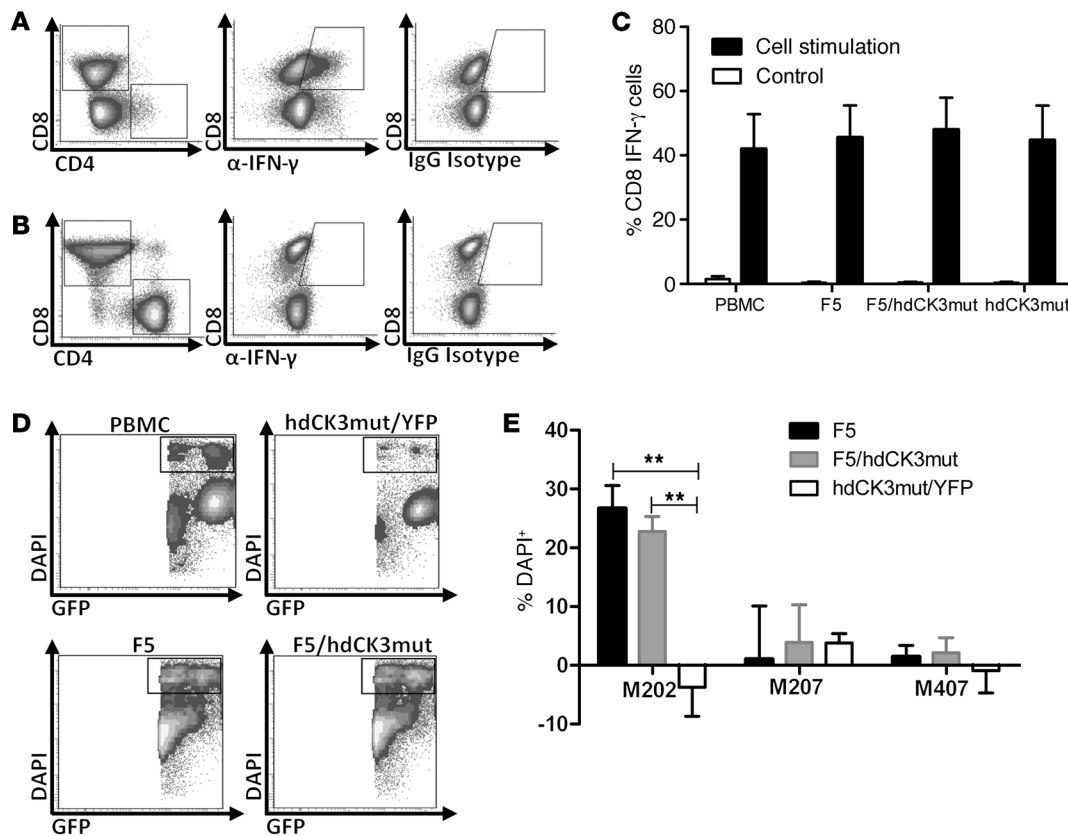 A
CD8
CD4
CD8
α-IFN-γ
CD8
IgG Isotype
B
CD8
CD4
CD8
α-IFN-γ
CD8
IgG Isotype
C
% CD8 IFN-γ cells
80
60
40
20
0
Cell stimulation
Control
PBMC
F5
F5/hdCK3mut
hdCK3mut
D
PBMC
DAPI
GFP
hdCK3mut/YFP
DAPI
GFP
F5
DAPI
GFP
F5/hdCK3mut
DAPI
GFP
E
% DAPI+
40
30
20
10
0
-10
F5
F5/hdCK3mut
hdCK3mut/YFP
**
**
M202
M207
M407